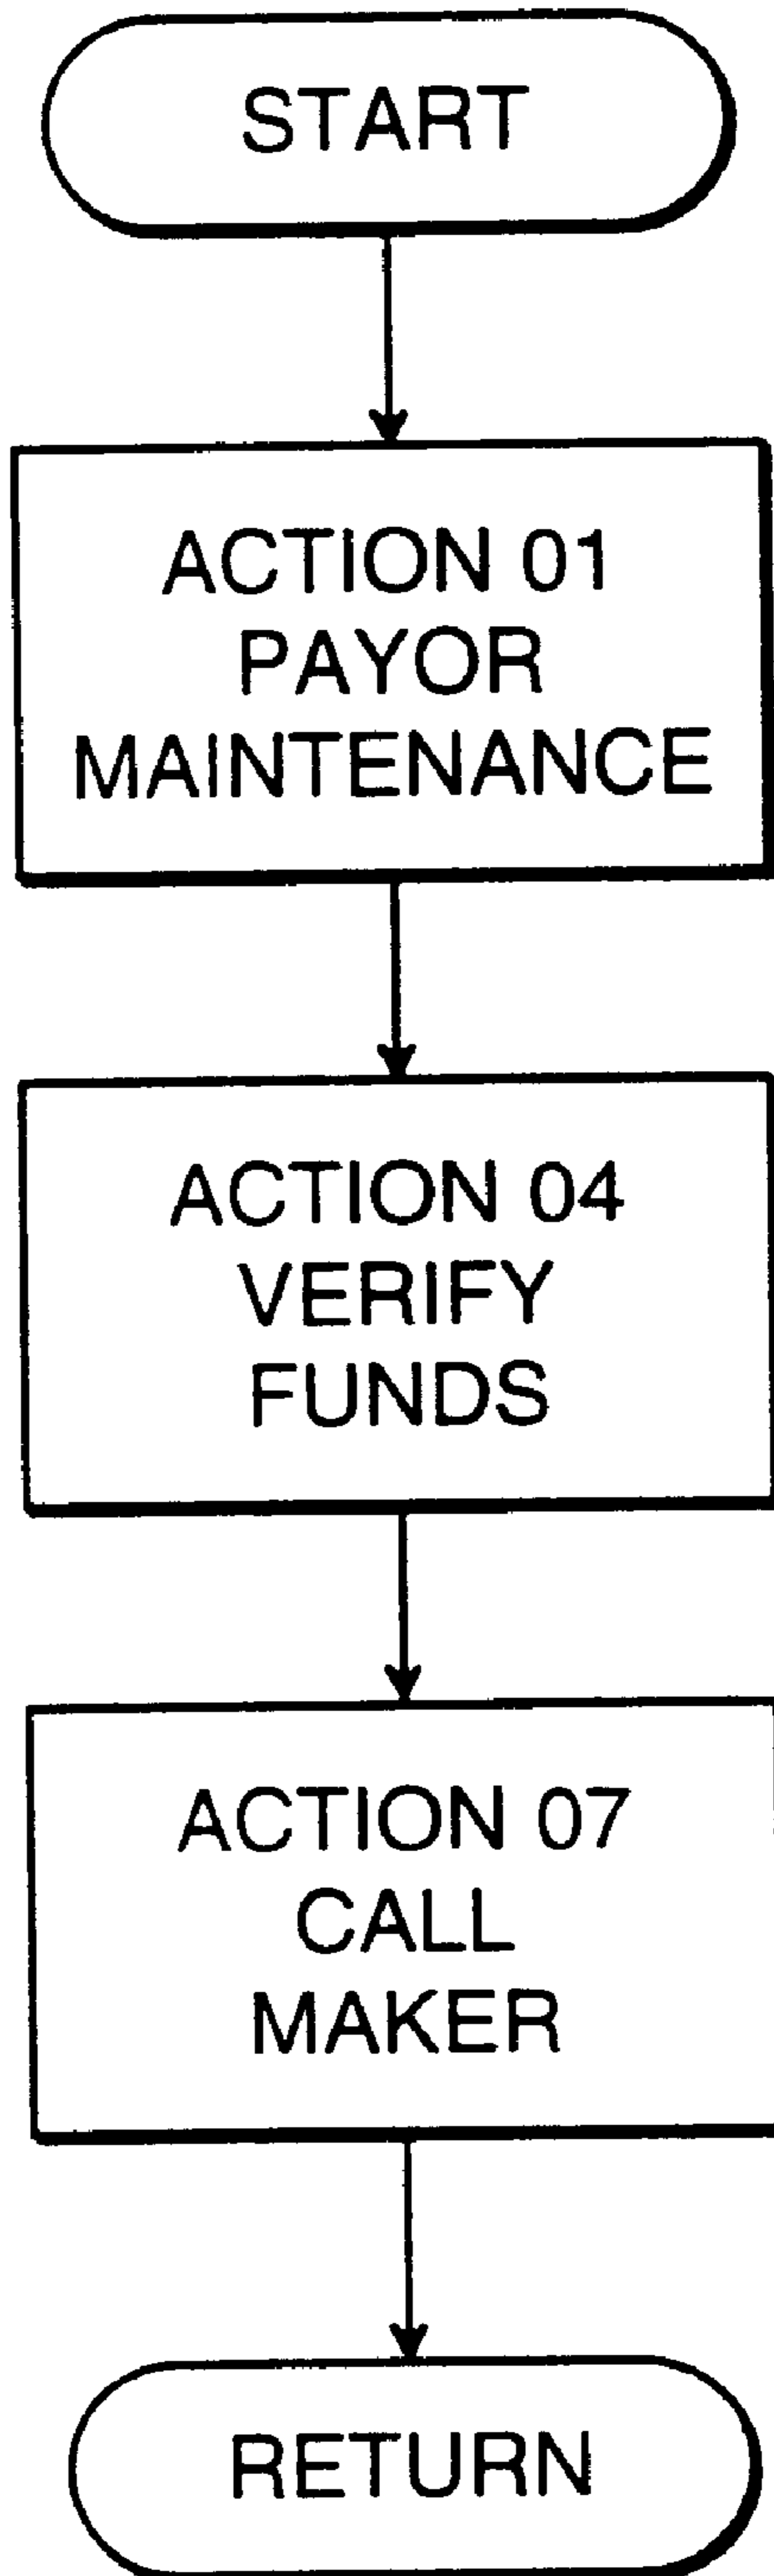 START
ACTION 01
PAYOR
MAINTENANCE
ACTION 04
VERIFY
FUNDS
ACTION 07
CALL
MAKER
RETURN